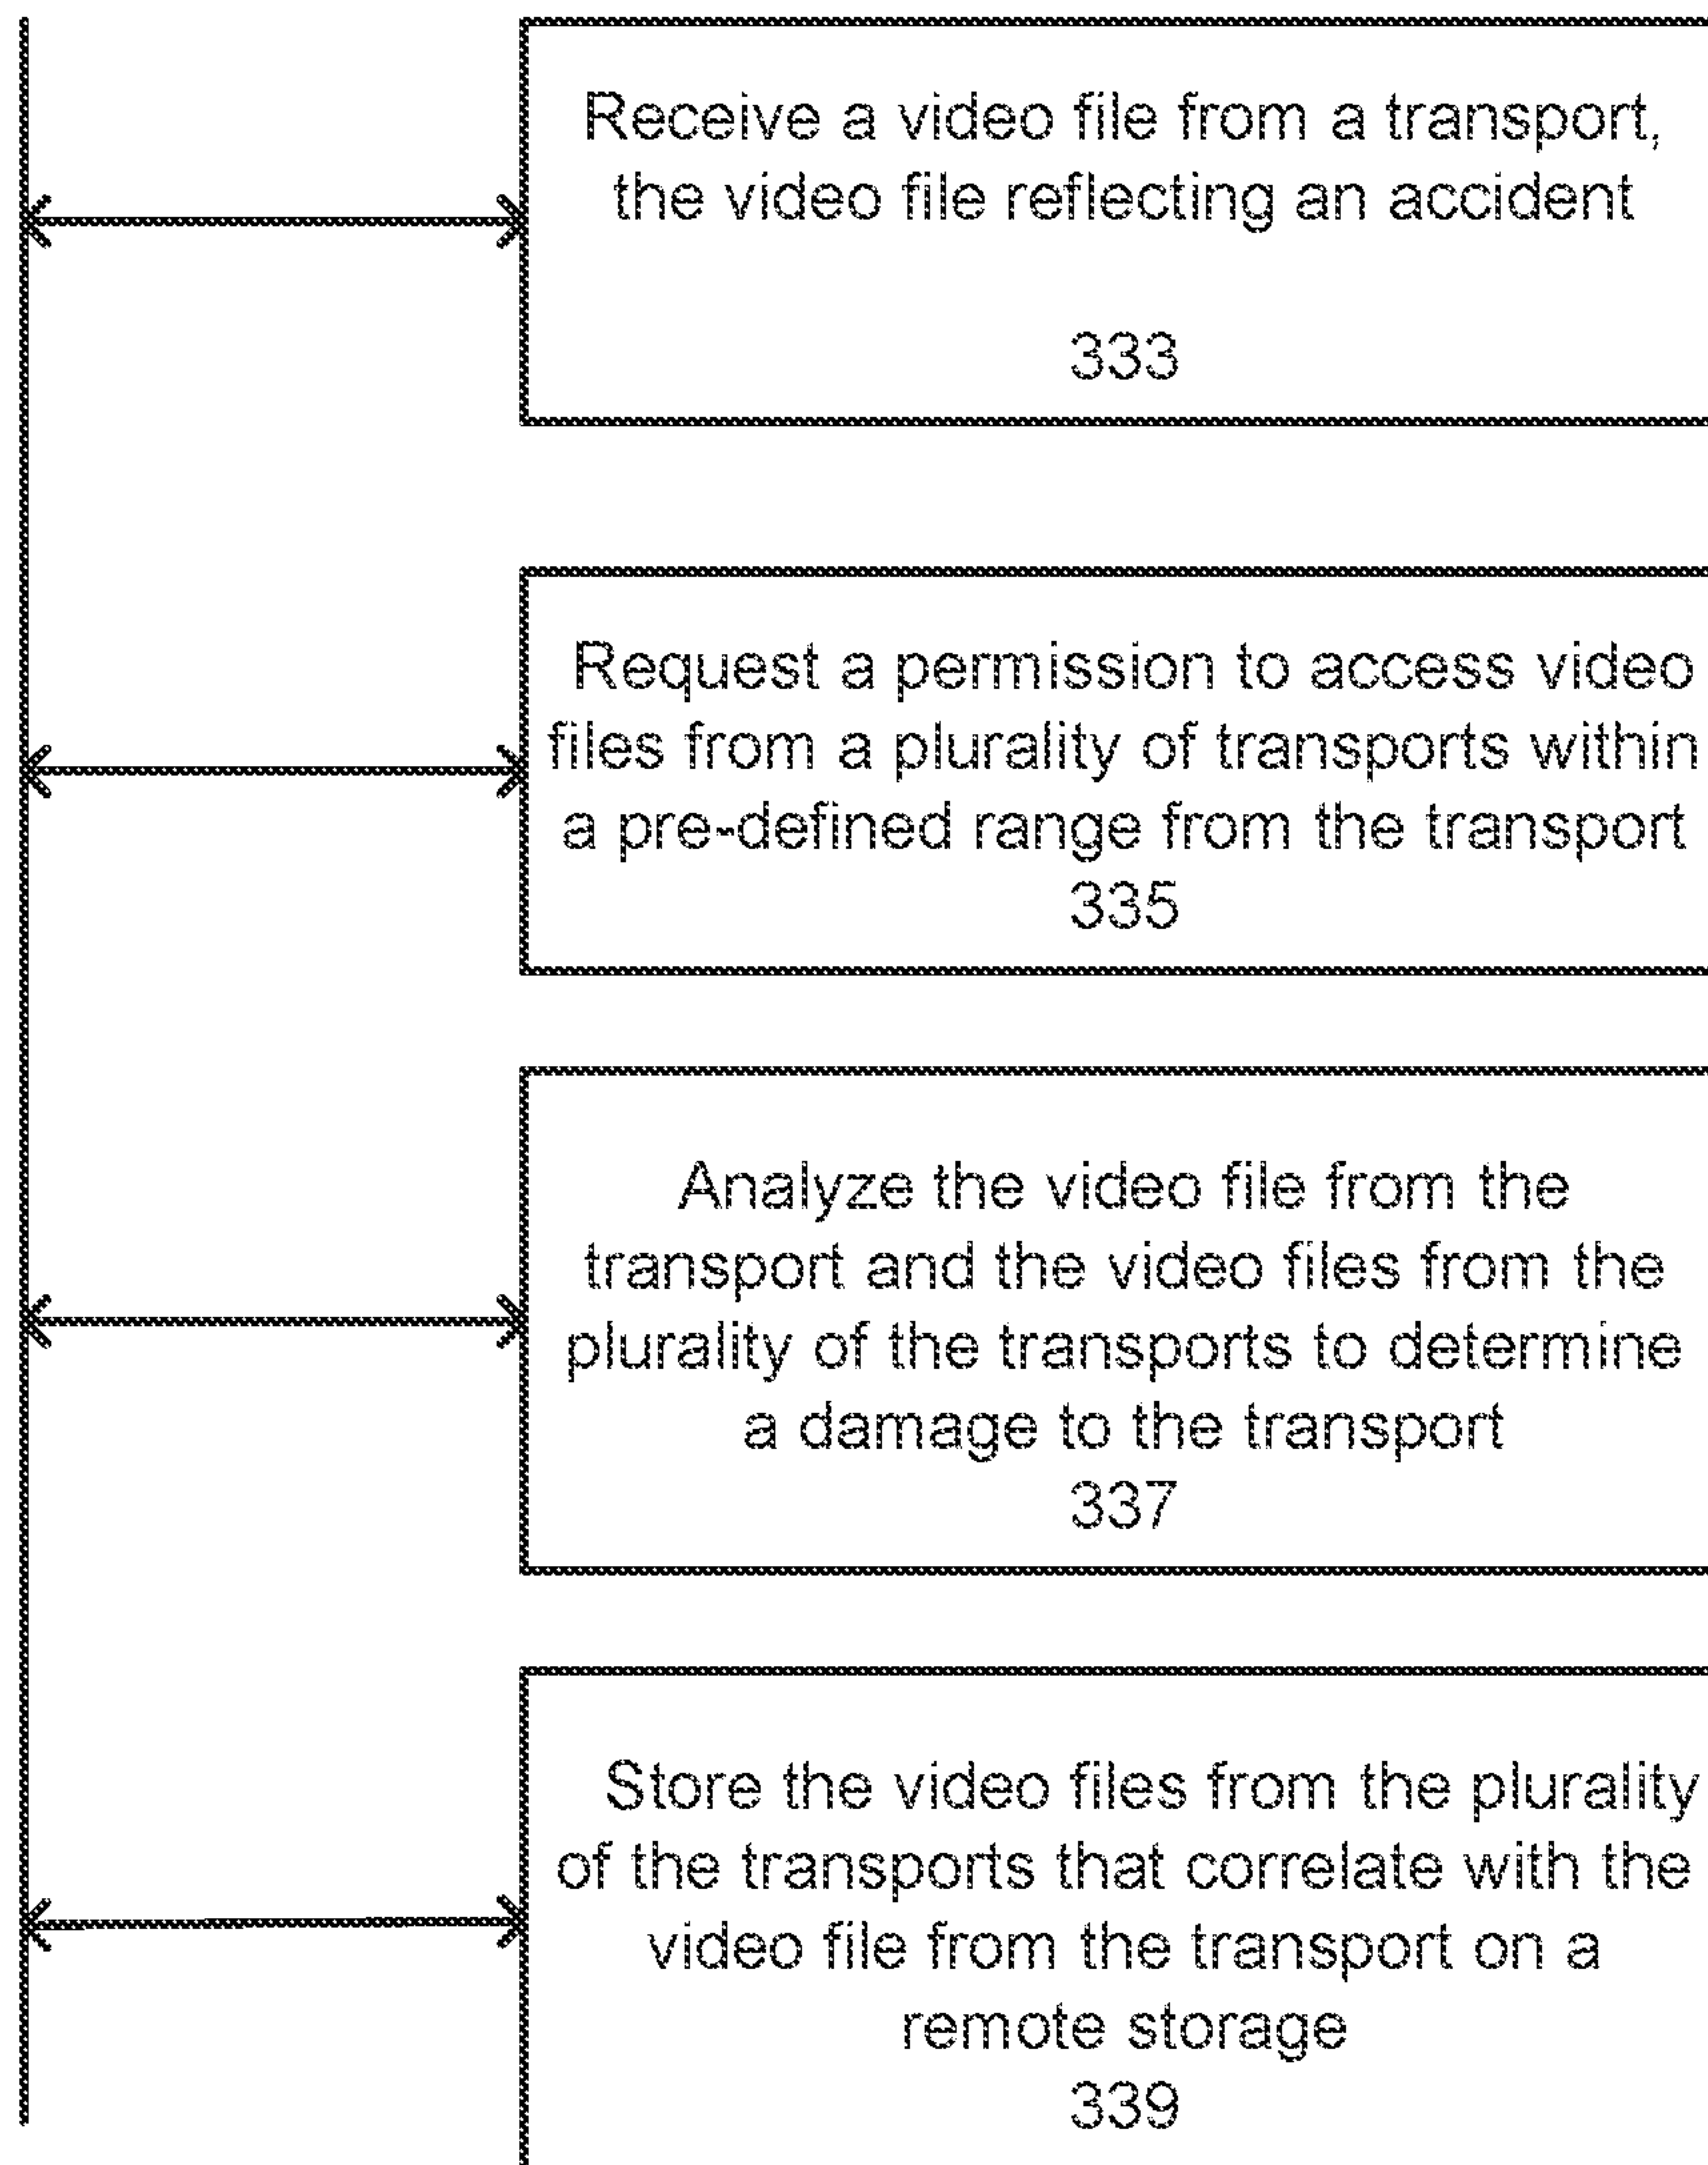 Receive a video file from a transport,
the video file reflecting an accident
333
Request a permission to access video
files from a plurality of transports within
a pre-defined range from the transport
335
Analyze the video file from the
transport and the video files from the
plurality of the transports to determine
a damage to the transport
337
Store the video files from the plurality
of the transports that correlate with the
video file from the transport on a
remote storage
339